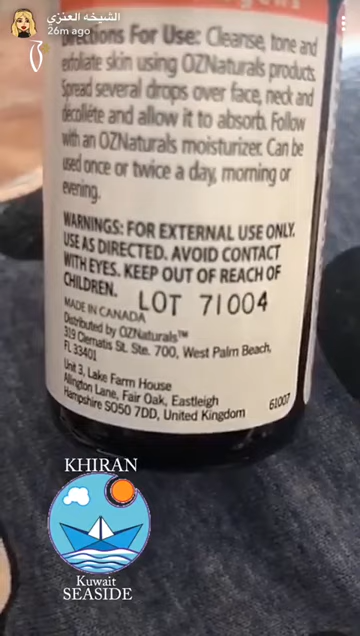 الشيخه العنزي
26m ago
Directions For Use: Cleanse, tone and
exfoliate skin using OZNaturals products.
Spread several drops over face, neck and
décolléte and allow it to absorb. Follow
with an OZNaturals moisturizer. Can be
used once or twice a day, morning or
evening.
WARNINGS: FOR EXTERNAL USE ONLY.
USE AS DIRECTED. AVOID CONTACT
WITH EYES. KEEP OUT OF REACH OF
CHILDREN.
LOT 71004
MADE IN CANADA
Distributed by OZNaturals™
319 Clematis St. Ste. 700, West Palm Beach,
FL 33401
Unit 3, Lake Farm House
Allington Lane, Fair Oak, Eastleigh
Hampshire SO50 7DD, United Kingdom
61007
KHIRAN
Kuwait
SEASIDE